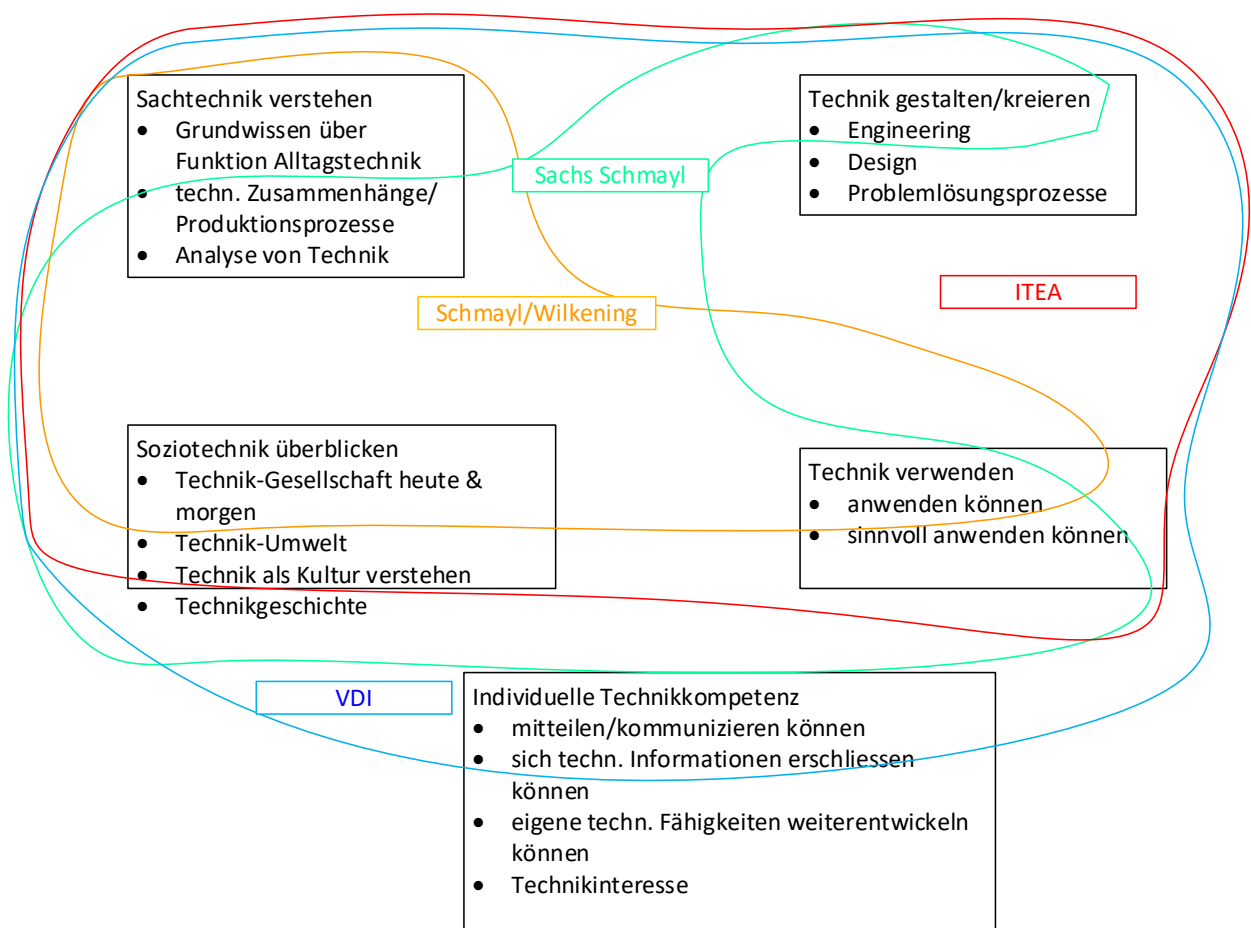 Sachtechnik verstehen
• Grundwissen über
Funktion Alltagstechnik
• techn. Zusammenhänge/
Produktionsprozesse
• Analyse von Technik
Technik gestalten/kreieren
• Engineering
• Design
• Problemlösungsprozesse
Sachs Schmayl
ITEA
Schmayl/Wilkening
Soziotechnik überblicken
• Technik-Gesellschaft heute &
morgen
• Technik-Umwelt
• Technik als Kultur verstehen
• Technikgeschichte
Technik verwenden
• anwenden können
• sinnvoll anwenden können
VDI
Individuelle Technikkompetenz
• mitteilen/kommunizieren können
• sich techn. Informationen erschliessen
können
• eigene techn. Fähigkeiten weiterentwickeln
können
• Technikinteresse